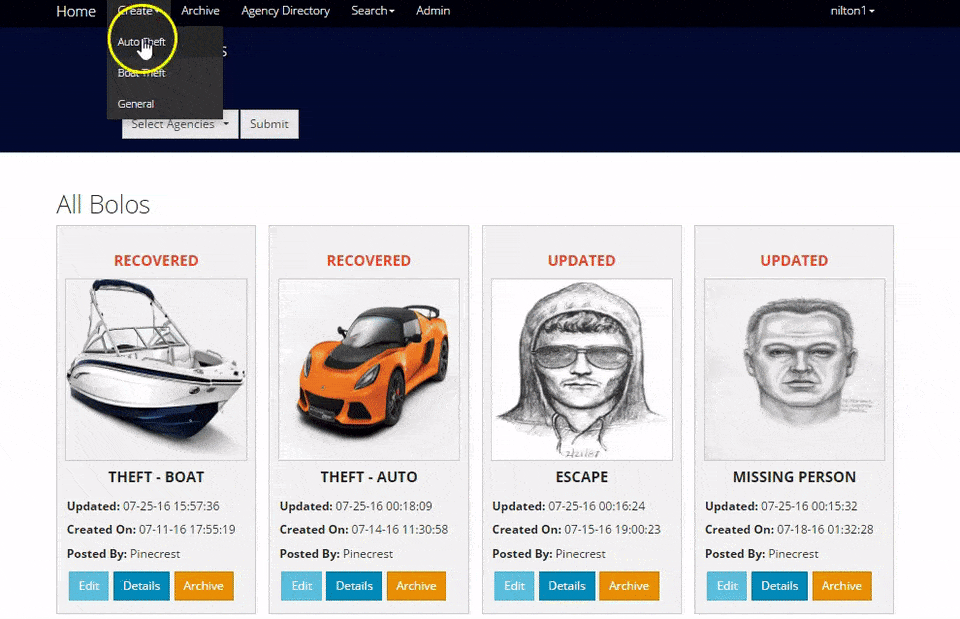 Home Create Archive Agency Directory Search Admin nilton1
Auto Theft
Boat Theft
General
Select Agencies Submit
All Bolos
RECOVERED RECOVERED UPDATED UPDATED
7/21/87
THEFT - BOAT THEFT - AUTO ESCAPE MISSING PERSON
Updated: 07-25-16 15:57:36 Updated: 07-25-16 00:18:09 Updated: 07-25-16 00:16:24 Updated: 07-25-16 00:15:32
Created On: 07-11-16 17:55:19 Created On: 07-14-16 11:30:58 Created On: 07-15-16 19:00:23 Created On: 07-18-16 01:32:28
Posted By: Pinecrest Posted By: Pinecrest Posted By: Pinecrest Posted By: Pinecrest
Edit Details Archive Edit Details Archive Edit Details Archive Edit Details Archive